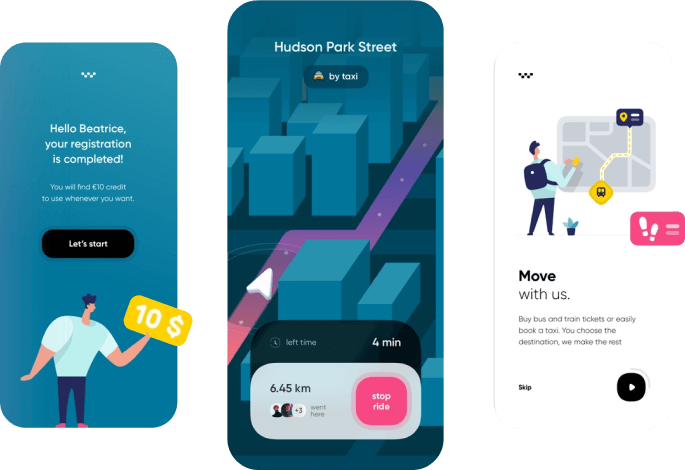 Hello Beatrice,
your registration
is completed!
You will find €10 credit
to use whenever you want.
Let's start
10 $
Hudson Park Street
by taxi
left time
4 min
6.45 km
+3
went
here
stop
ride
Move
with us.
Buy bus and train tickets or easily
book a taxi. You choose the
destination, we make the rest
Skip